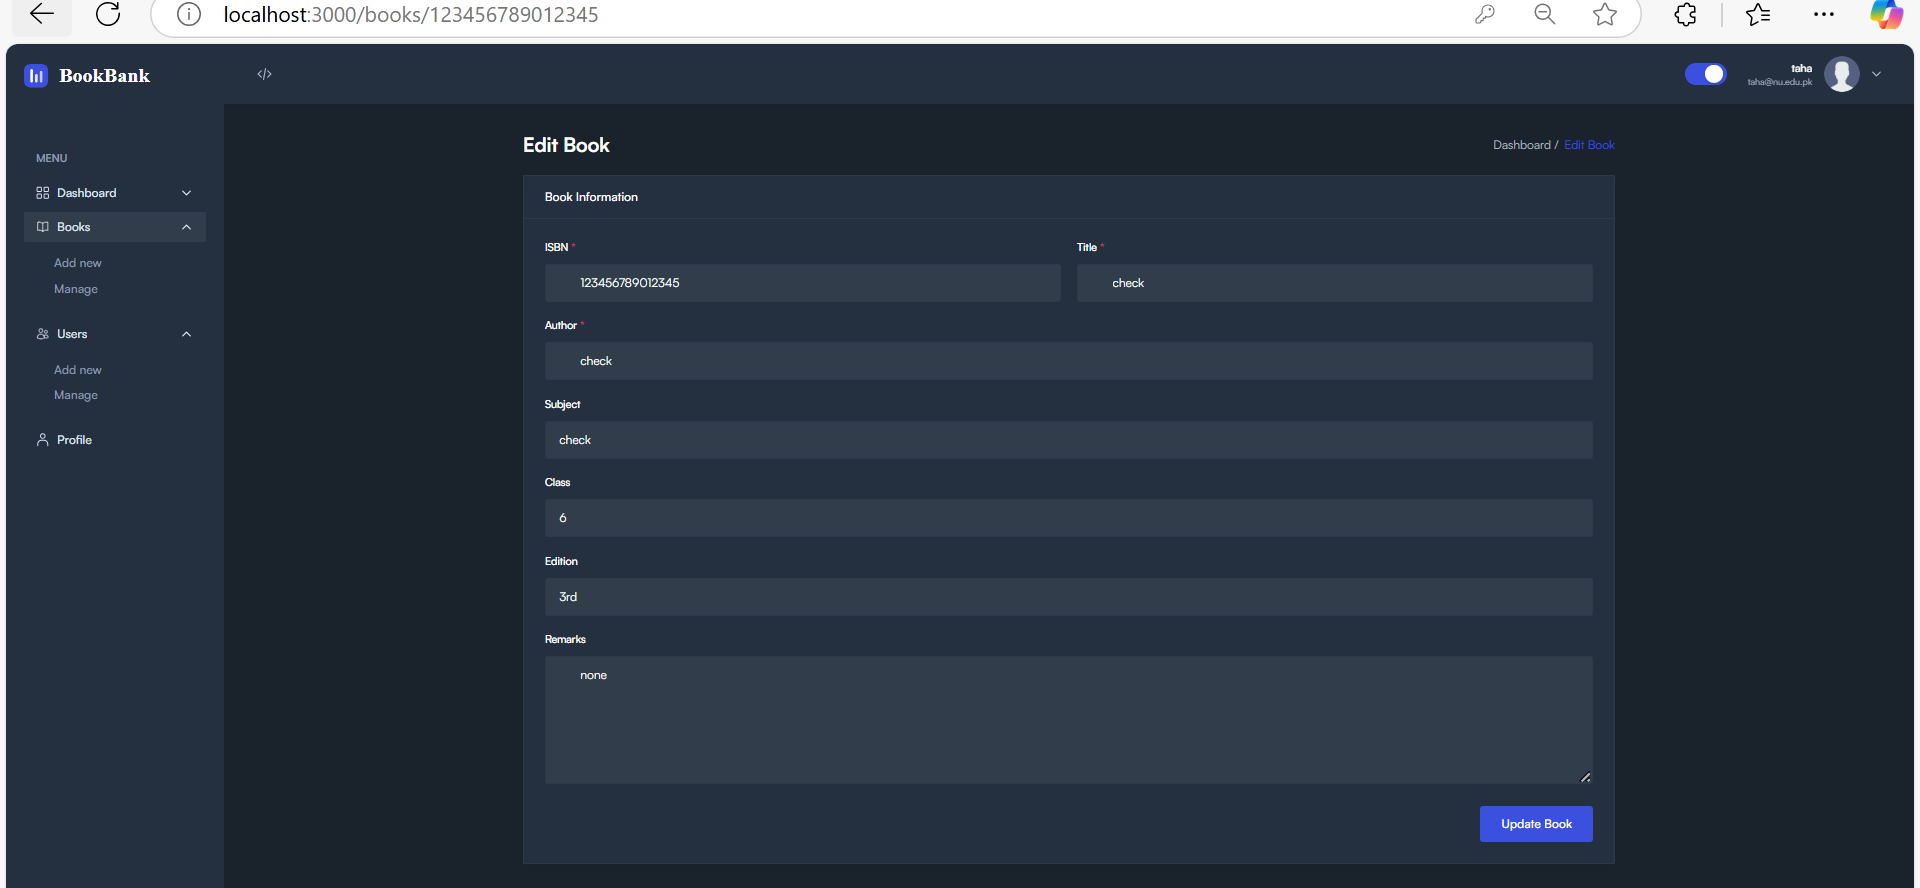 localhost:3000/books/123456789012345
BookBank
</>
taha
taha@nu.edu.pk
MENU
Dashboard
Books
Add new
Manage
Users
Add new
Manage
Profile
Edit Book
Dashboard / Edit Book
Book Information
ISBN * Title *
123456789012345 check
Author *
check
Subject
check
Class
6
Edition
3rd
Remarks
none
Update Book